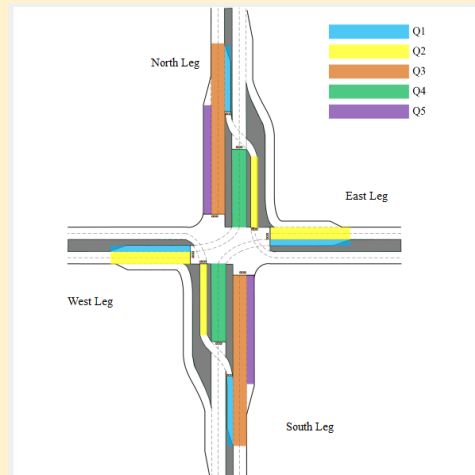 Q1
Q2
North Leg
Q3
Q4
Q5
East Leg
West Leg
South Leg